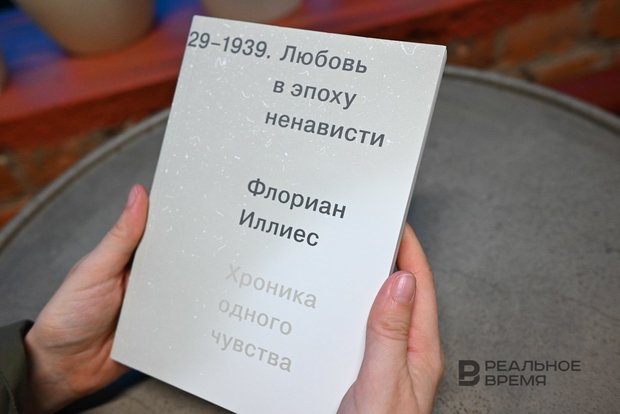 29–1939. Любовь
в эпоху
ненависти
Флориан
Иллиес
Хроника
одного
чувства
РЕАЛЬНОЕ
ВРЕМЯ